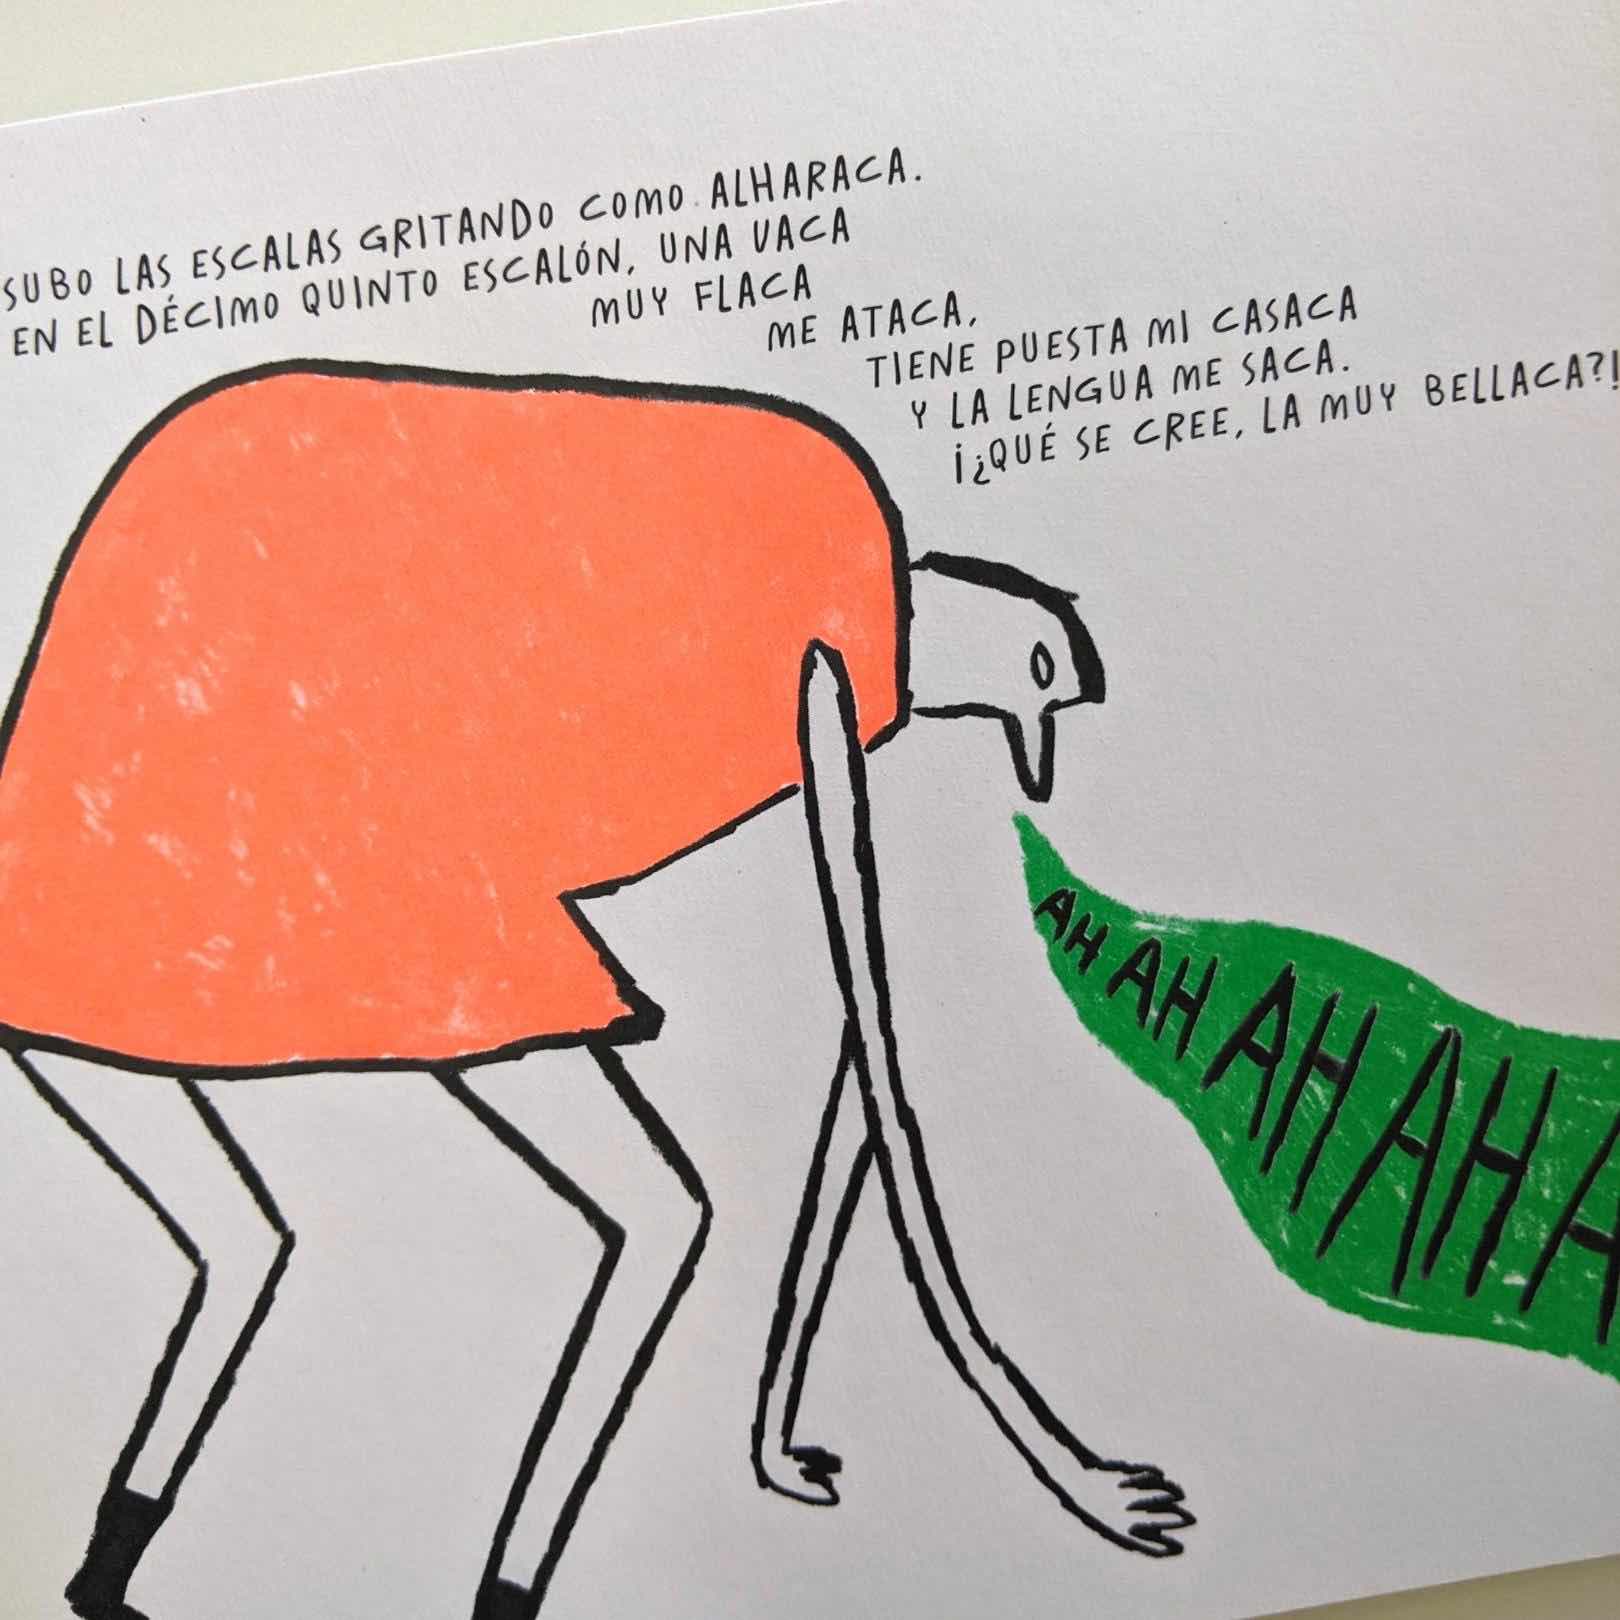 SUBO LAS ESCALAS GRITANDO COMO ALHARACA.
EN EL DÉCIMO QUINTO ESCALÓN, UNA VACA
MUY FLACA
ME ATACA,
TIENE PUESTA MI CASACA
Y LA LENGUA ME SACA.
¡¿QUÉ SE CREE, LA MUY BELLACA?!
AH AH AH AH A